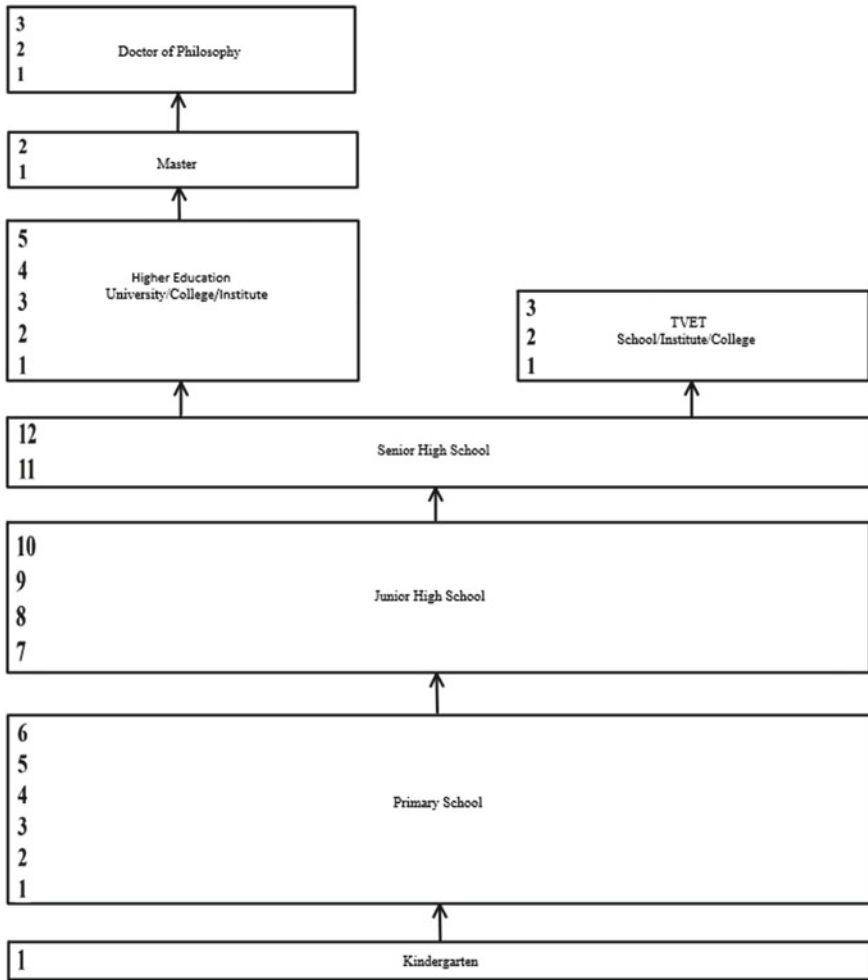 3
2
1
Doctor of Philosophy
2
1
Master
5
4
3
2
1
Higher Education
University/College/Institute
3
2
1
TVET
School/Institute/College
12
11
Senior High School
10
9
8
7
Junior High School
6
5
4
3
2
1
Primary School
1
Kindergarten